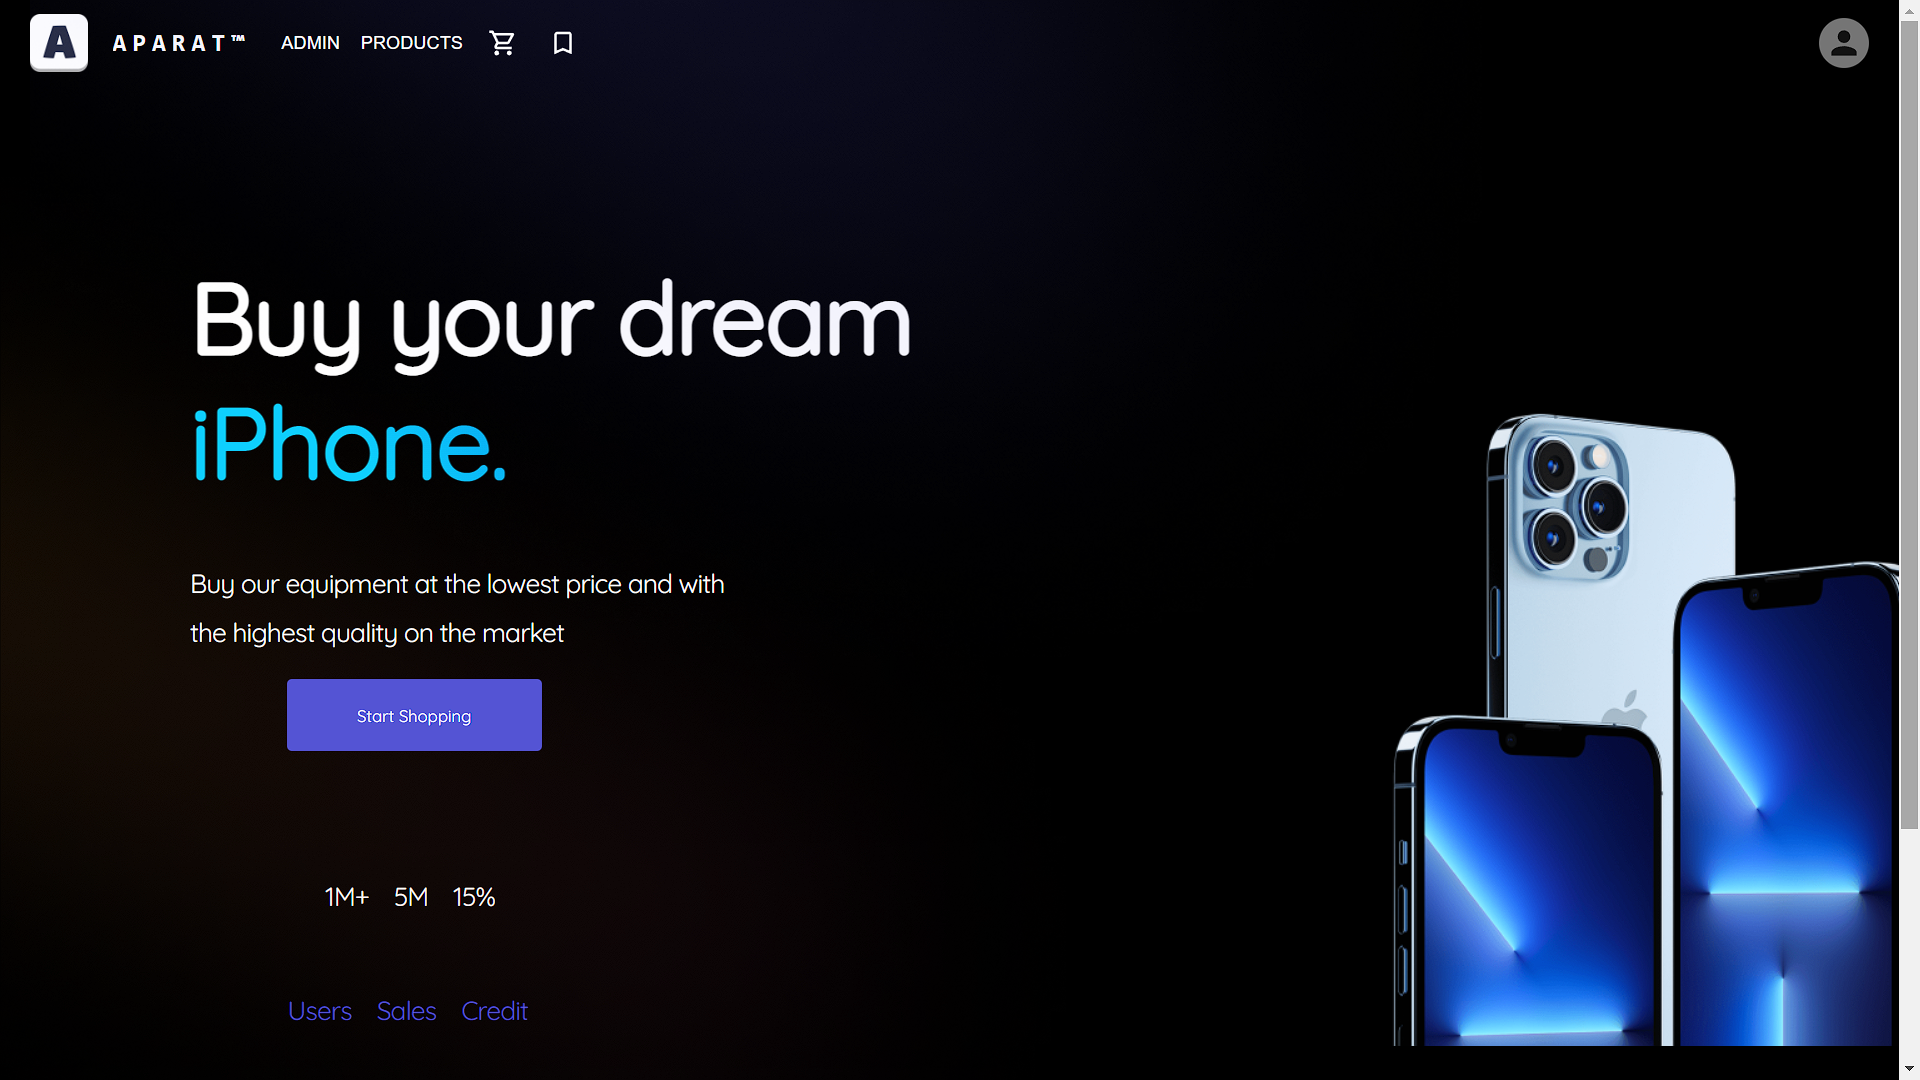 A
APARAT™ ADMIN PRODUCTS
Buy your dream
iPhone.
Buy our equipment at the lowest price and with
the highest quality on the market
Start Shopping
1M+ 5M 15%
Users Sales Credit